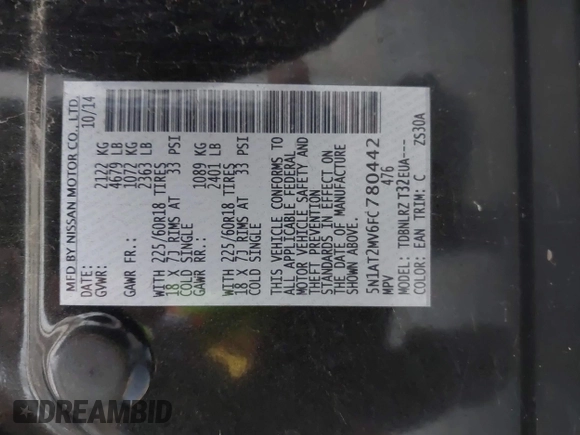 MFD BY NISSAN MOTOR CO., LTD.
DATE: 10/14
GVWR: 2122 KG
4679 LB
GAWR FR.: 1072 KG
2363 LB
WITH 225/60R18 TIRES
18 X 7J RIMS AT 33 PSI
COLD SINGLE
GAWR RR.: 1089 KG
2401 LB
WITH 225/60R18 TIRES
18 X 7J RIMS AT 33 PSI
COLD SINGLE
THIS VEHICLE CONFORMS TO
ALL APPLICABLE FEDERAL
MOTOR VEHICLE SAFETY AND
THEFT PREVENTION
STANDARDS IN EFFECT ON
THE DATE OF MANUFACTURE
SHOWN ABOVE.
5N1AT2MV6FC780442
MPV 476
MODEL: TDBNLRZ T32EUA---
COLOR: EAN TRIM: C ZS30A
DREAMBID